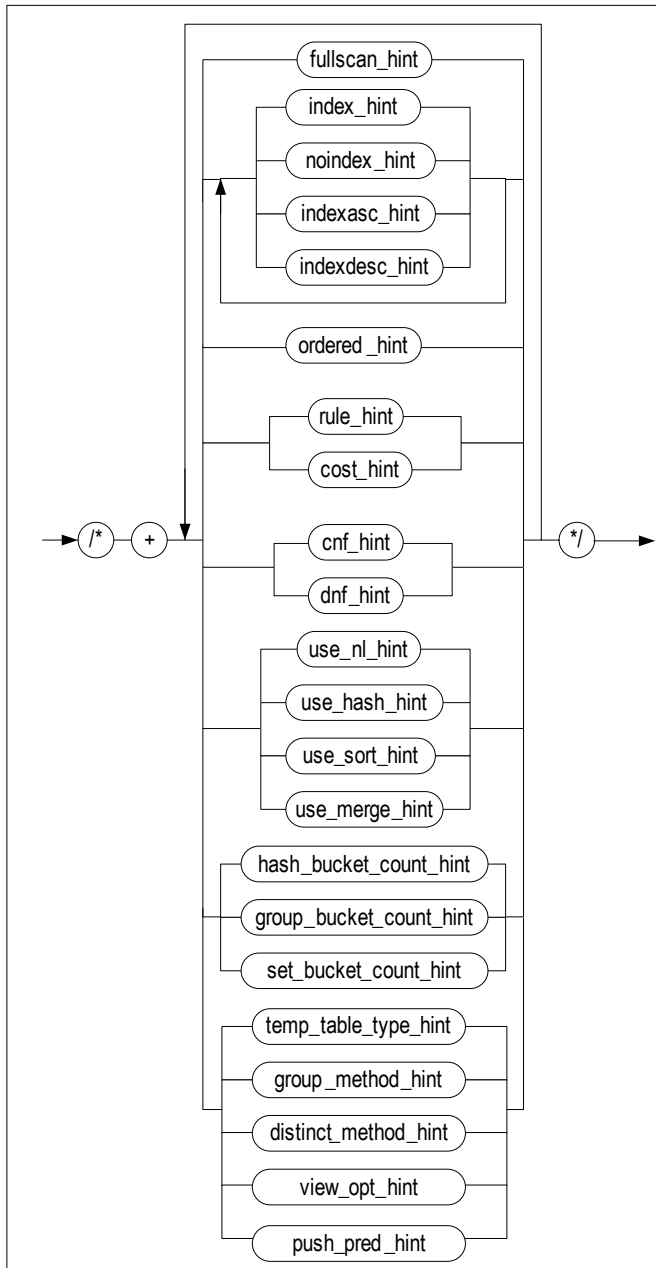 fullscan_hint
index_hint
noindex_hint
indexasc_hint
indexdesc_hint
ordered _hint
rule_hint
cost_hint
/* + */
cnf_hint
dnf_hint
use_nl_hint
use_hash_hint
use_sort_hint
use_merge_hint
hash_bucket_count_hint
group_bucket_count_hint
set_bucket_count_hint
temp_table_type_hint
group _method_hint
distinct_method_hint
view_opt_hint
push_pred_hint